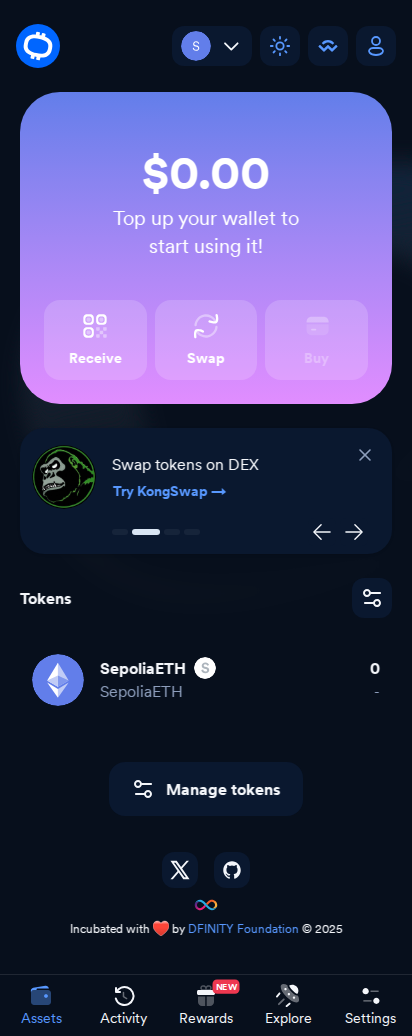 S
$0.00
Top up your wallet to
start using it!
Receive
Swap
Buy
Swap tokens on DEX
Try KongSwap →
Tokens
SepoliaETH S
0
SepoliaETH
-
Manage tokens
Incubated with ❤️ by DFINITY Foundation © 2025
NEW
Assets
Activity
Rewards
Explore
Settings